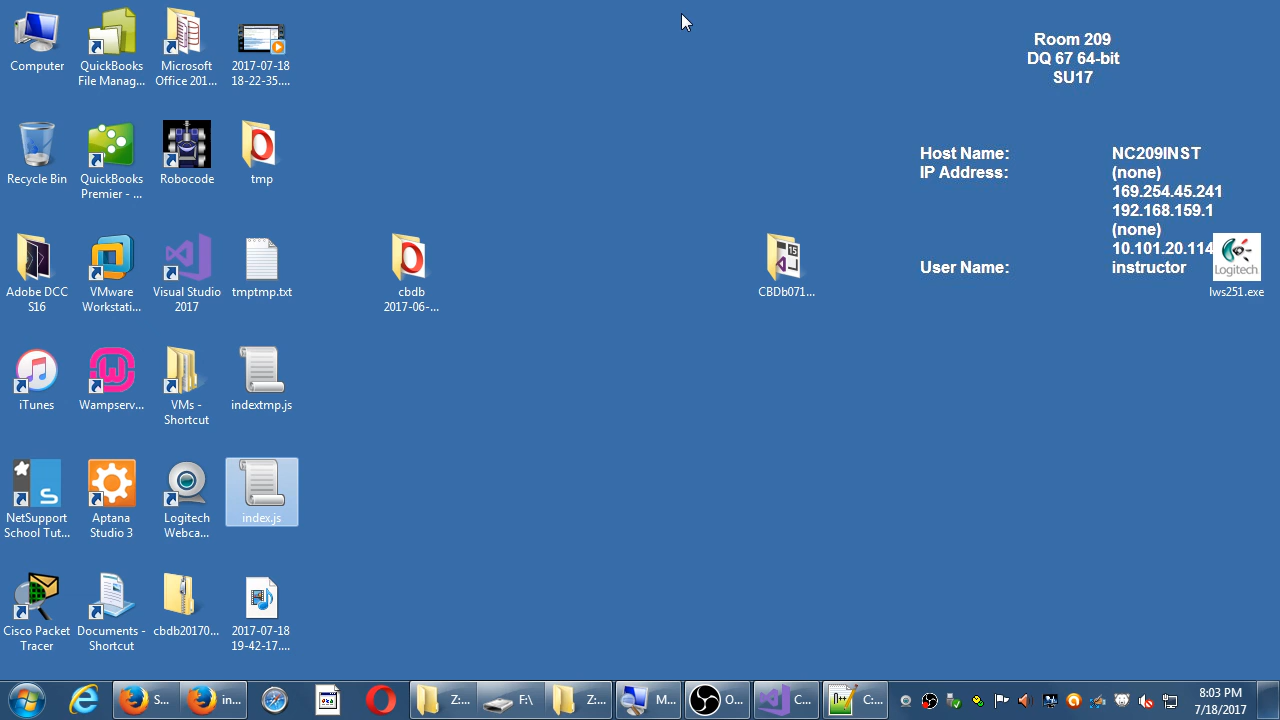 Computer
QuickBooks
File Manag...
Microsoft
Office 201...
2017-07-18
18-22-35....
Room 209
DQ 67 64-bit
SU17
Recycle Bin
QuickBooks
Premier - ...
Robocode
tmp
Host Name: NC209INST
IP Address: (none)
169.254.45.241
192.168.159.1
(none)
10.101.20.114
User Name: instructor
Adobe DCC
S16
VMware
Workstati...
Visual Studio
2017
tmptmp.txt
cbdb
2017-06-...
15
CBDb071...
Logitech
lws251.exe
iTunes
Wampserv...
VMs -
Shortcut
indextmp.js
NetSupport
School Tut...
Aptana
Studio 3
Logitech
Webca...
index.js
Cisco Packet
Tracer
Documents -
Shortcut
cbdb20170...
2017-07-18
19-42-17....
S... in... Z:... F:\ Z:... M... O... C... C:...
8:03 PM
7/18/2017